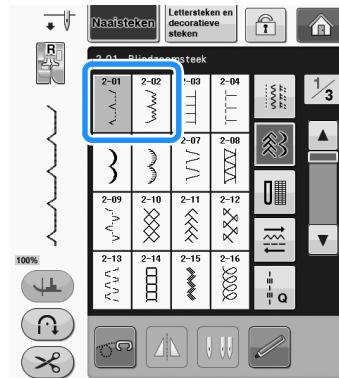 Naaisteken
Lettersteken en
decoratieve
steken
R
2-01 Blindzoomsteek
2-01 2-02 2-03 2-04
1/3
2-07 2-08
2-09 2-10 2-11 2-12
100%
2-13 2-14 2-15 2-16
Q